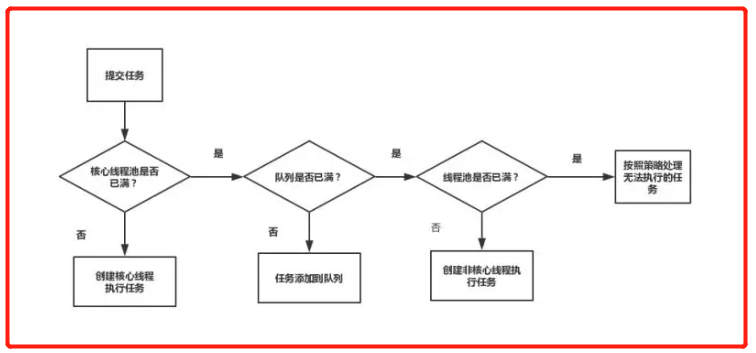 提交任务
核心线程池是否
已满？
是
队列是否已满？
是
线程池是否已满？
是
按照策略处理
无法执行的任
务
否
创建核心线程
执行任务
否
任务添加到队列
否
创建非核心线程执
行任务